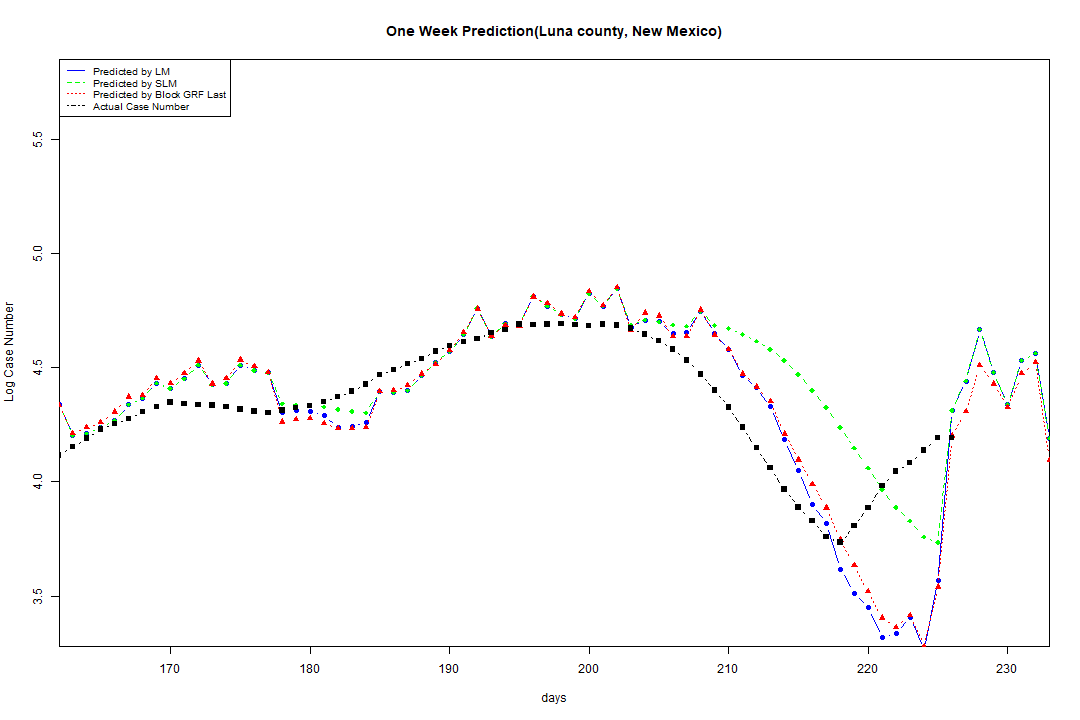 One Week Prediction(Luna county, New Mexico)
Predicted by LM
Predicted by SLM
Predicted by Block GRF Last
Actual Case Number
5.5
5.0
4.5
4.0
3.5
Log Case Number
170 180 190 200 210 220 230
days